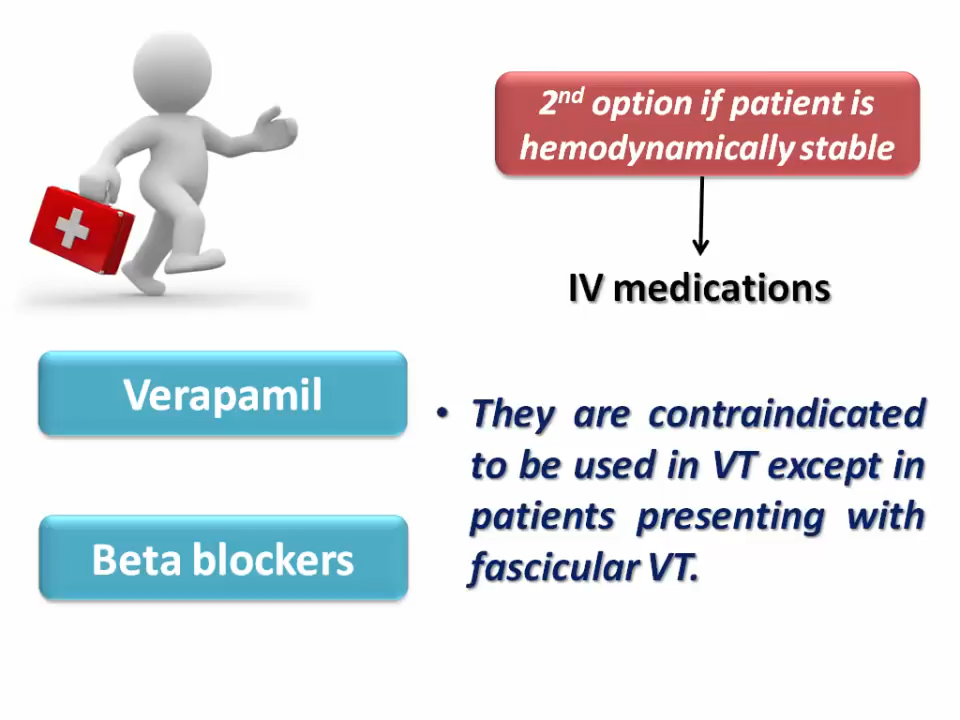 2nd option if patient is
hemodynamically stable
IV medications
Verapamil
Beta blockers
• They are contraindicated
to be used in VT except in
patients presenting with
fascicular VT.